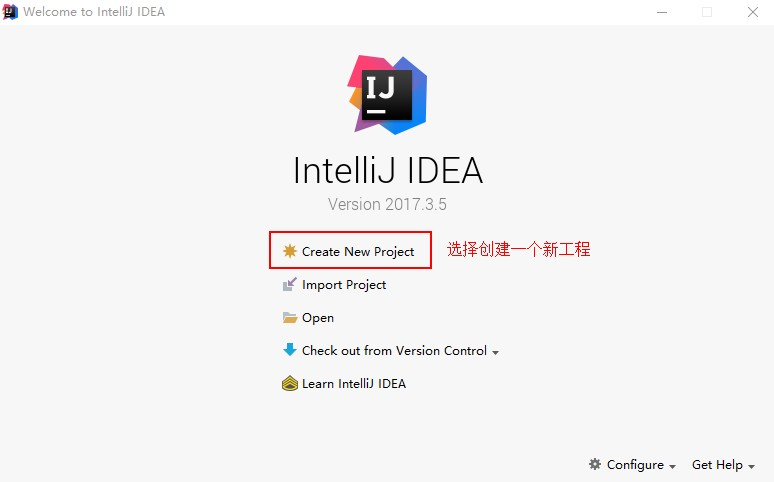 Welcome to IntelliJ IDEA
IJ
IntelliJ IDEA
Version 2017.3.5
Create New Project 选择创建一个新工程
Import Project
Open
Check out from Version Control
Learn IntelliJ IDEA
Configure Get Help